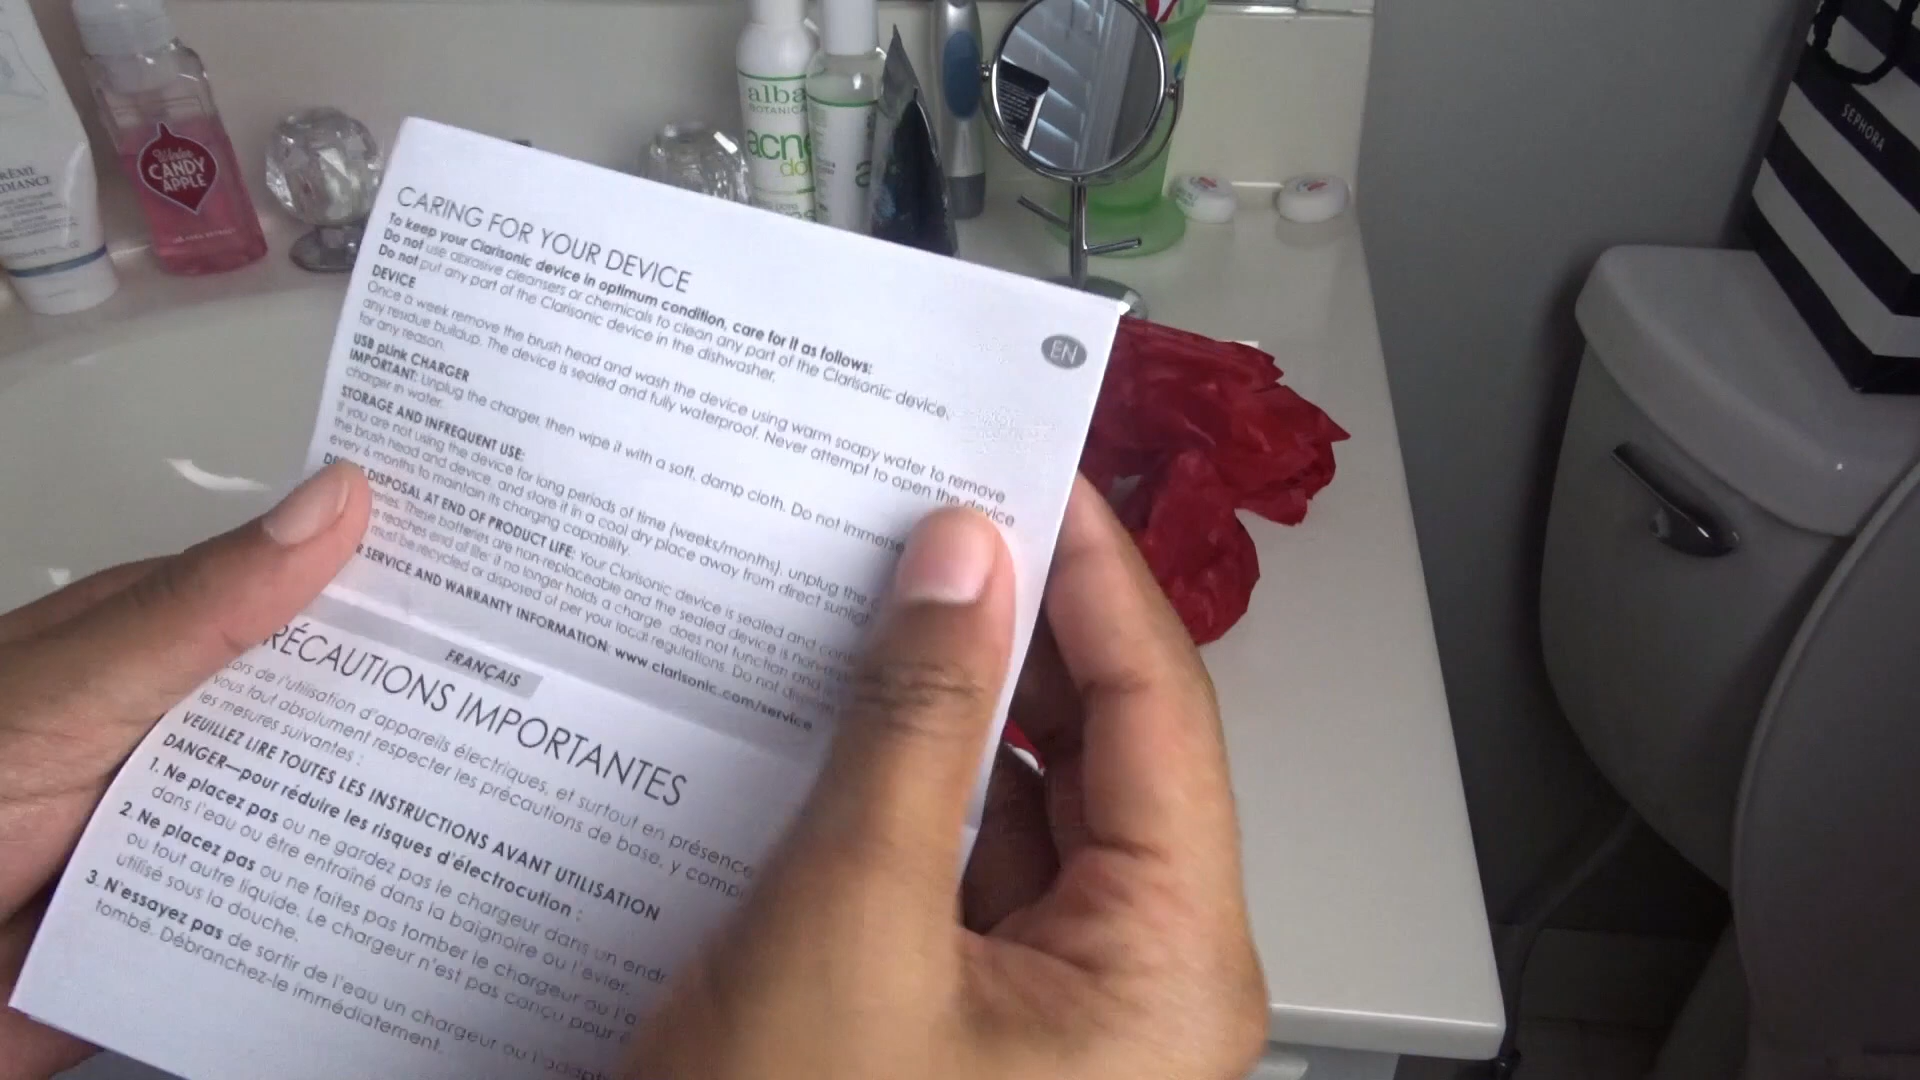 CRÈME
RADIANCE
Winter
CANDY
APPLE
alba
BOTANICA
acne
do
SEPHORA
CARING FOR YOUR DEVICE
To keep your Clarisonic device in optimum condition, care for it as follows:
Do not use abrasive cleansers or chemicals to clean any part of the Clarisonic device.
Do not put any part of the Clarisonic device in the dishwasher.
DEVICE
Once a week remove the brush head and wash the device using warm soapy water to remove
any residue buildup. The device is sealed and fully waterproof. Never attempt to open the device
for any reason.
USB pLink CHARGER
IMPORTANT: Unplug the charger, then wipe it with a soft, damp cloth. Do not immerse
charger in water.
STORAGE AND INFREQUENT USE:
If you are not using the device for long periods of time (weeks/months), unplug the
the brush head and device, and store it in a cool dry place away from direct sunlight
every 6 months to maintain its charging capability.
DISPOSAL AT END OF PRODUCT LIFE: Your Clarisonic device is sealed and
These batteries are non-replaceable and the sealed device is
reaches end of life: it no longer holds a charge, does not function and
must be recycled or disposed of per your local regulations. Do not
SERVICE AND WARRANTY INFORMATION: www.clarisonic.com/service
EN
FRANÇAIS
PRÉCAUTIONS IMPORTANTES
Lors de l'utilisation d'appareils électriques, et surtout en présence
vous faut absolument respecter les précautions de base, y
les mesures suivantes :
VEUILLEZ LIRE TOUTES LES INSTRUCTIONS AVANT UTILISATION
DANGER—pour réduire les risques d'électrocution :
1. Ne placez pas ou ne gardez pas le chargeur dans un
dans l'eau ou être entraîné dans la baignoire ou l'évier.
2. Ne placez pas ou ne faites pas tomber le chargeur ou
ou tout autre liquide. Le chargeur n'est pas conçu pour
utilisé sous la douche.
3. N'essayez pas de sortir de l'eau un chargeur ou
tombé. Débranchez-le immédiatement.